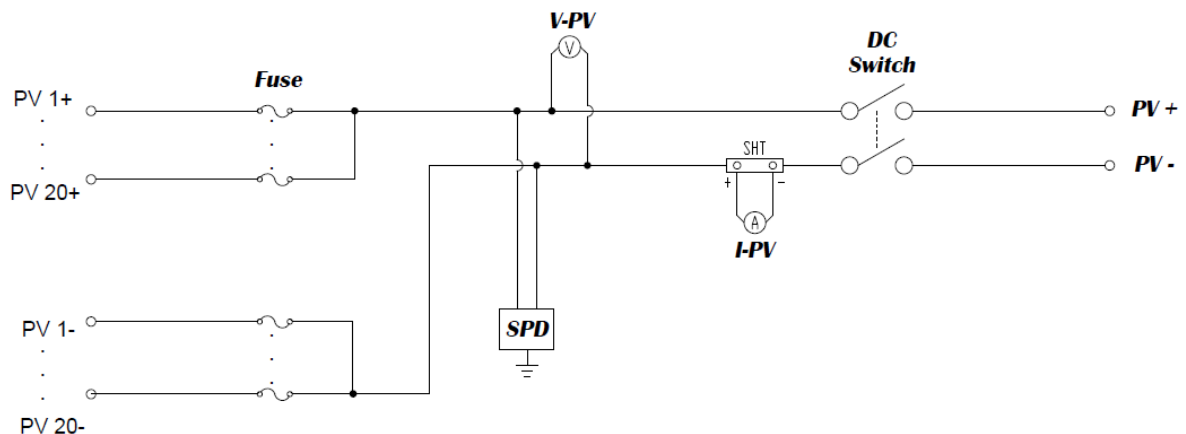 V-PV
V
DC
Switch
Fuse
PV 1+
PV 20+
PV +
PV -
SHT
+
-
A
I-PV
PV 1-
PV 20-
SPD